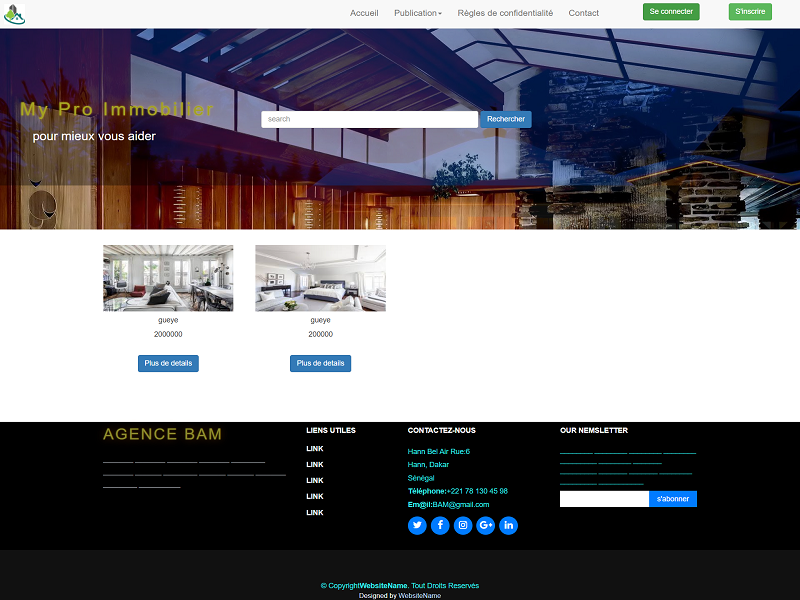 Accueil Publication Règles de confidentialité Contact Se connecter S'inscrire
My Pro Immobilier
search Rechercher
pour mieux vous aider
gueye gueye
2000000 200000
Plus de details Plus de details
AGENCE BAM
LIENS UTILES
LINK
LINK
LINK
LINK
LINK
CONTACTEZ-NOUS
Hann Bel Air Rue:6
Hann, Dakar
Sénégal
Téléphone:+221 78 130 45 98
Em@il:BAM@gmail.com
OUR NEMSLETTER
s'abonner
© CopyrightWebsiteName. Tout Droits Reservés
Designed by WebsiteName